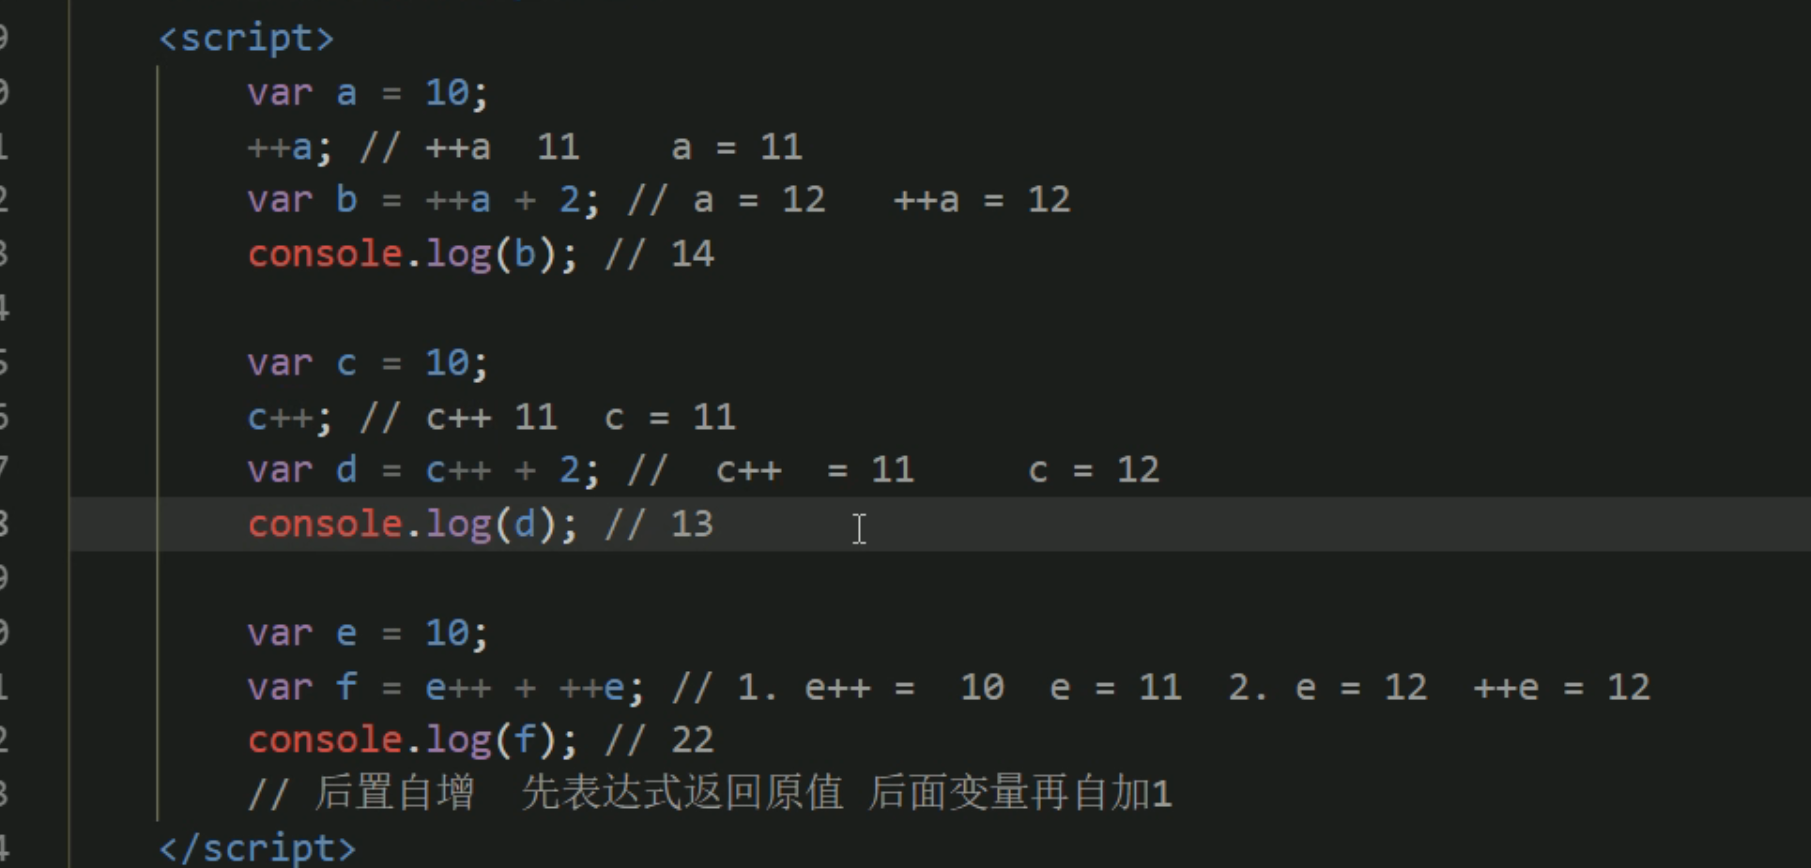 9 <script>
0 var a = 10;
1 ++a; // ++a 11 a = 11
2 var b = ++a + 2; // a = 12 ++a = 12
3 console.log(b); // 14
4
5 var c = 10;
6 c++; // c++ 11 c = 11
7 var d = c++ + 2; // c++ = 11 c = 12
8 console.log(d); // 13
9
0 var e = 10;
1 var f = e++ + ++e; // 1. e++ = 10 e = 11 2. e = 12 ++e = 12
2 console.log(f); // 22
3 // 后置自增 先表达式返回原值 后面变量再自加1
4 </script>